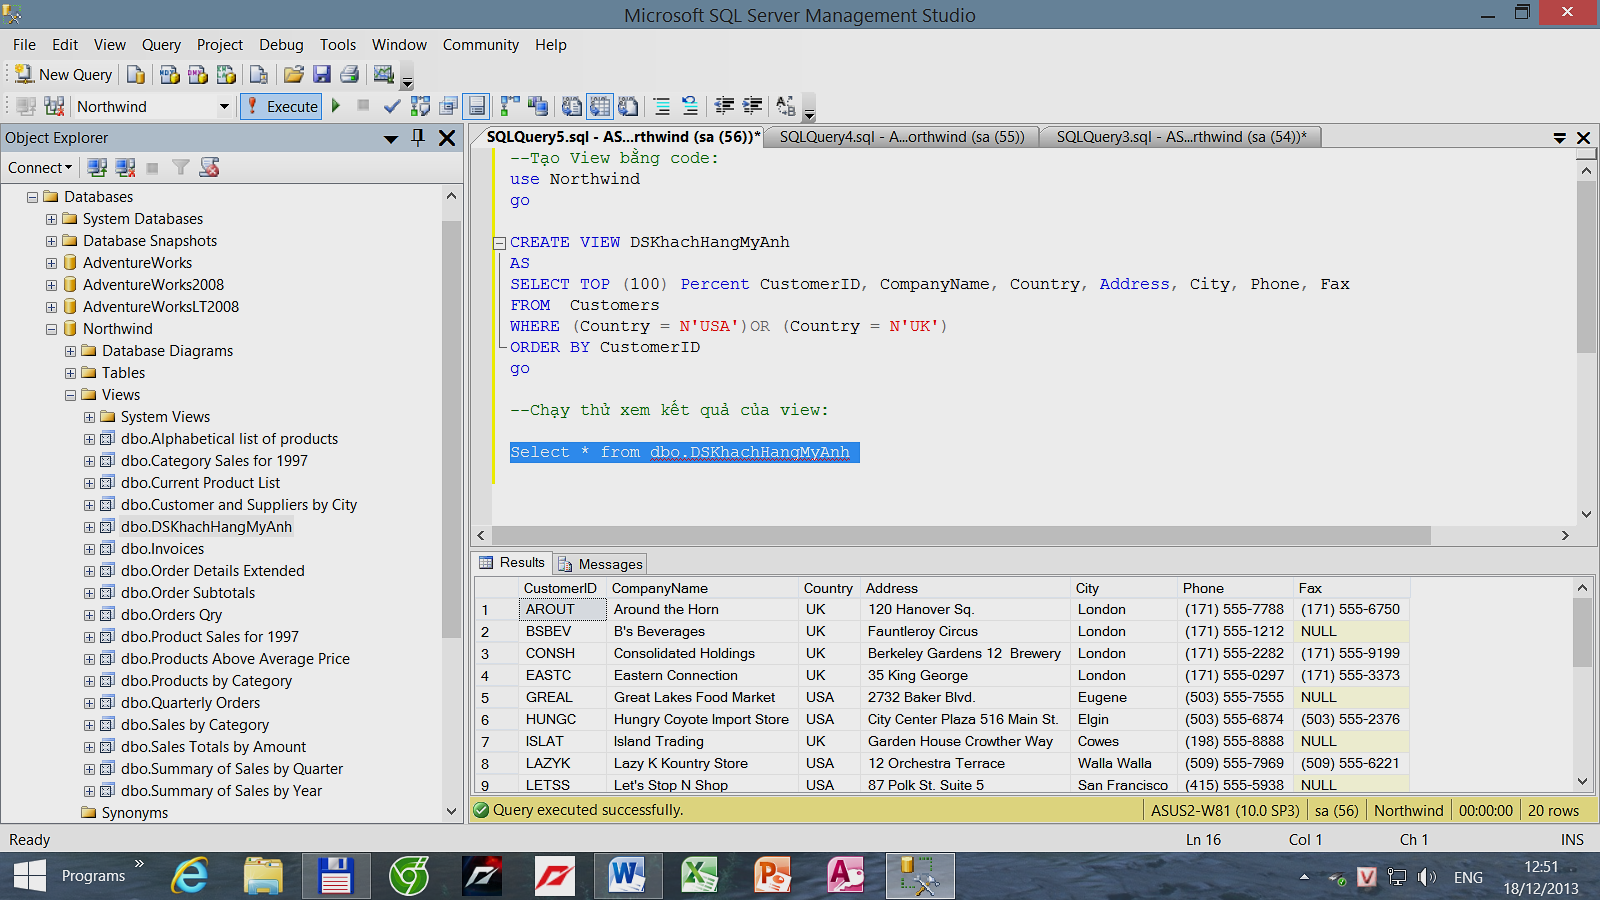 Microsoft SQL Server Management Studio
File Edit View Query Project Debug Tools Window Community Help
New Query
Northwind Execute
Object Explorer
Connect
Databases
System Databases
Database Snapshots
AdventureWorks
AdventureWorks2008
AdventureWorksLT2008
Northwind
Database Diagrams
Tables
Views
System Views
dbo.Alphabetical list of products
dbo.Category Sales for 1997
dbo.Current Product List
dbo.Customer and Suppliers by City
dbo.DSKhachHangMyAnh
dbo.Invoices
dbo.Order Details Extended
dbo.Order Subtotals
dbo.Orders Qry
dbo.Product Sales for 1997
dbo.Products Above Average Price
dbo.Products by Category
dbo.Quarterly Orders
dbo.Sales by Category
dbo.Sales Totals by Amount
dbo.Summary of Sales by Quarter
dbo.Summary of Sales by Year
Synonyms
SQLQuery5.sql - AS...rthwind (sa (56))* SQLQuery4.sql - A...orthwind (sa (55)) SQLQuery3.sql - AS...rthwind (sa (54))*
--Tạo View bằng code:
use Northwind
go
CREATE VIEW DSKhachHangMyAnh
AS
SELECT TOP (100) Percent CustomerID, CompanyName, Country, Address, City, Phone, Fax
FROM Customers
WHERE (Country = N'USA')OR (Country = N'UK')
ORDER BY CustomerID
go
--Chạy thử xem kết quả của view:
Select * from dbo.DSKhachHangMyAnh
Results Messages
CustomerID CompanyName Country Address City Phone Fax
1 AROUT Around the Horn UK 120 Hanover Sq. London (171) 555-7788 (171) 555-6750
2 BSBEV B's Beverages UK Fauntleroy Circus London (171) 555-1212 NULL
3 CONSH Consolidated Holdings UK Berkeley Gardens 12 Brewery London (171) 555-2282 (171) 555-9199
4 EASTC Eastern Connection UK 35 King George London (171) 555-0297 (171) 555-3373
5 GREAL Great Lakes Food Market USA 2732 Baker Blvd. Eugene (503) 555-7555 NULL
6 HUNGC Hungry Coyote Import Store USA City Center Plaza 516 Main St. Elgin (503) 555-6874 (503) 555-2376
7 ISLAT Island Trading UK Garden House Crowther Way Cowes (198) 555-8888 NULL
8 LAZYK Lazy K Kountry Store USA 12 Orchestra Terrace Walla Walla (509) 555-7969 (509) 555-6221
9 LETSS Let's Stop N Shop USA 87 Polk St. Suite 5 San Francisco (415) 555-5938 NULL
Query executed successfully. ASUS2-W81 (10.0 SP3) sa (56) Northwind 00:00:00 20 rows
Ready Ln 16 Col 1 Ch 1 INS
Programs » ENG 12:51
18/12/2013